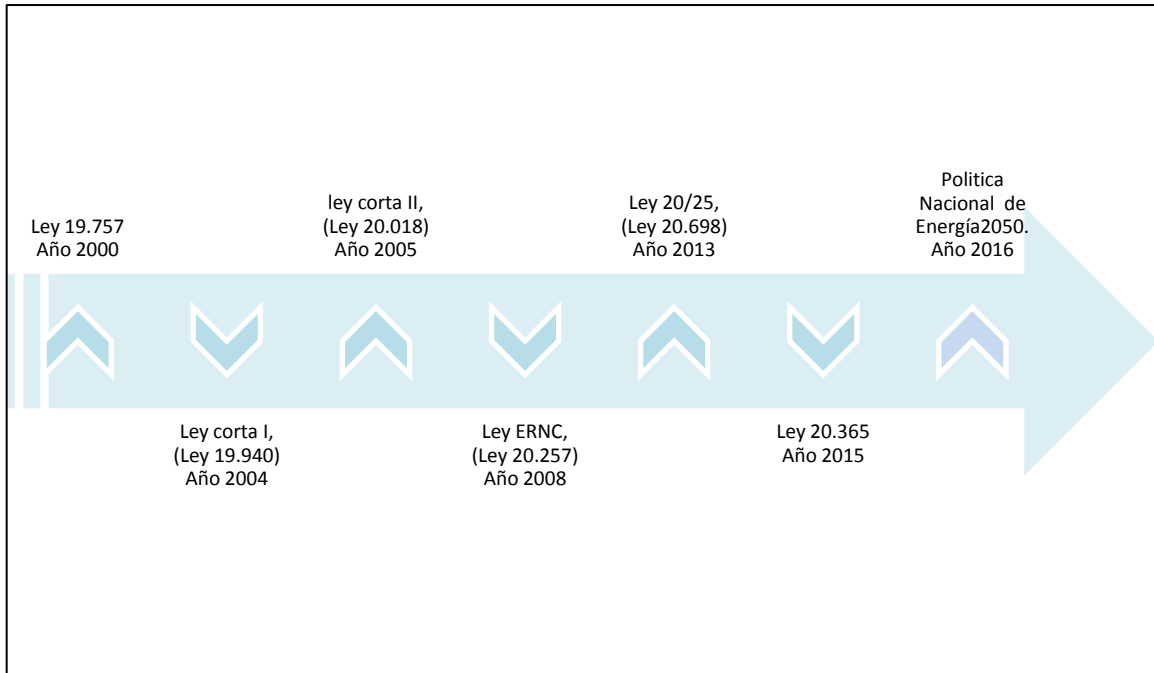 Ley 19.757
Año 2000
Ley corta I,
(Ley 19.940)
Año 2004
ley corta II,
(Ley 20.018)
Año 2005
Ley ERNC,
(Ley 20.257)
Año 2008
Ley 20/25,
(Ley 20.698)
Año 2013
Ley 20.365
Año 2015
Politica
Nacional de
Energía2050.
Año 2016